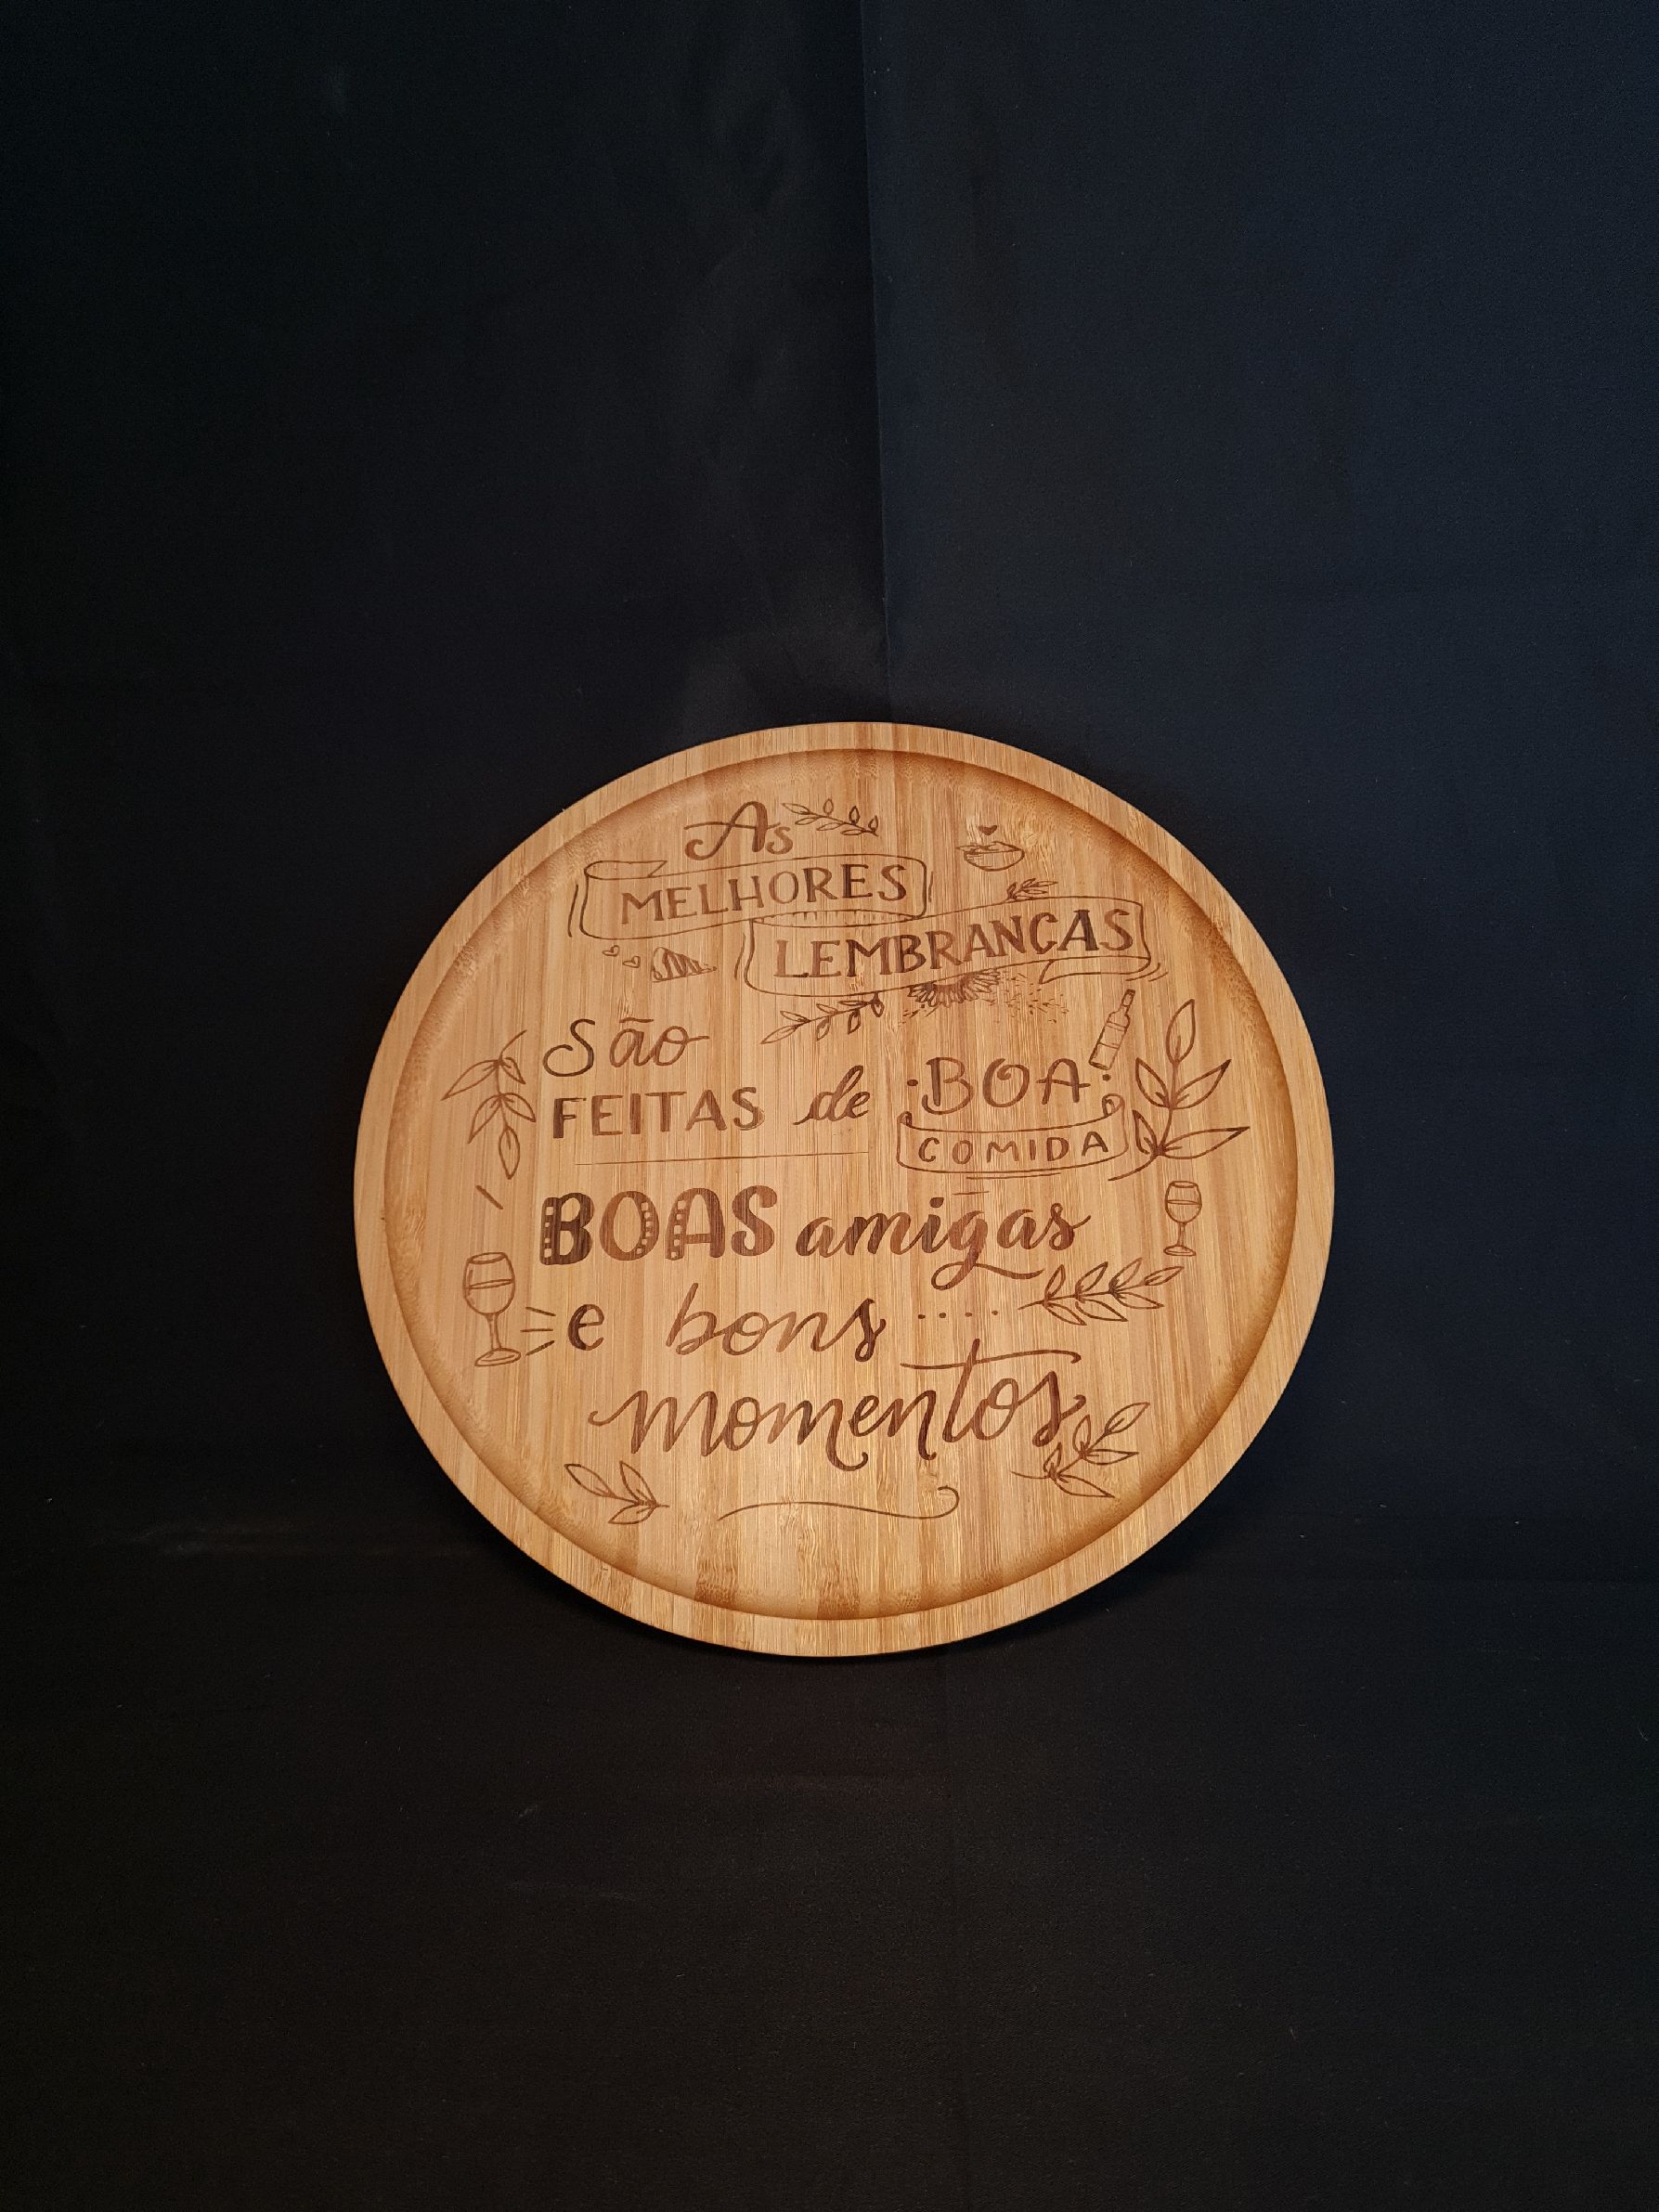 As
MELHORES
LEMBRANÇAS
São
FEITAS de BOA
COMIDA
BOAS amigas
e bons ....
momentos